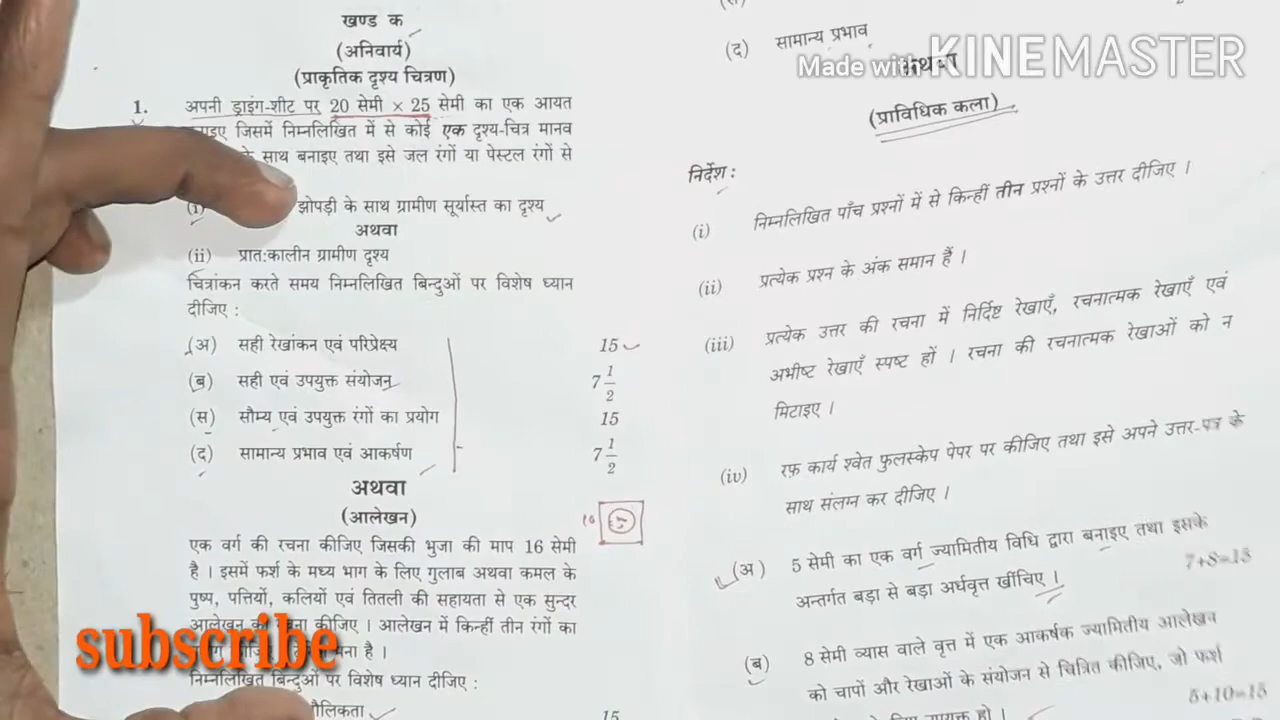 खण्ड क
(अनिवार्य)
(प्राकृतिक दृश्य चित्रण)
1. अपनी ड्राइंग-शीट पर 20 सेमी × 25 सेमी का एक आयत
जिसमें निम्नलिखित में से कोई एक दृश्य-चित्र मानव
साथ बनाइए तथा इसे जल रंगों या पेस्टल रंगों से
(i) झोपड़ी के साथ ग्रामीण सूर्यास्त का दृश्य
अथवा
(ii) प्रात:कालीन ग्रामीण दृश्य
चित्रांकन करते समय निम्नलिखित बिन्दुओं पर विशेष ध्यान
दीजिए :
(अ) सही रेखांकन एवं परिप्रेक्ष्य 15
(ब) सही एवं उपयुक्त संयोजन 7 1/2
(स) सौम्य एवं उपयुक्त रंगों का प्रयोग 15
(द) सामान्य प्रभाव एवं आकर्षण 7 1/2
अथवा
(आलेखन)
16
एक वर्ग की रचना कीजिए जिसकी भुजा की माप 16 सेमी
है । इसमें फर्श के मध्य भाग के लिए गुलाब अथवा कमल के
पुष्प, पत्तियों, कलियों एवं तितली की सहायता से एक सुन्दर
आलेखन की रचना कीजिए । आलेखन में किन्हीं तीन रंगों का
है ।
निम्नलिखित बिन्दुओं पर विशेष ध्यान दीजिए :
15
subscribe
(द) सामान्य प्रभाव
Made with KINEMASTER
अथवा
(प्राविधिक कला)
निर्देश :
(i) निम्नलिखित पाँच प्रश्नों में से किन्हीं तीन प्रश्नों के उत्तर दीजिए ।
(ii) प्रत्येक प्रश्न के अंक समान हैं ।
(iii) प्रत्येक उत्तर की रचना में निर्दिष्ट रेखाएँ, रचनात्मक रेखाएँ एवं
अभीष्ट रेखाएँ स्पष्ट हों । रचना की रचनात्मक रेखाओं को न
मिटाइए ।
(iv) रफ़ कार्य श्वेत फुलस्केप पेपर पर कीजिए तथा इसे अपने उत्तर-पत्र के
साथ संलग्न कर दीजिए ।
(अ) 5 सेमी का एक वर्ग ज्यामितीय विधि द्वारा बनाइए तथा इसके
अन्तर्गत बड़ा से बड़ा अर्धवृत्त खींचिए । 7+8=15
(ब) 8 सेमी व्यास वाले वृत्त में एक आकर्षक ज्यामितीय आलेखन
को चापों और रेखाओं के संयोजन से चित्रित कीजिए, जो फर्श
5+10=15